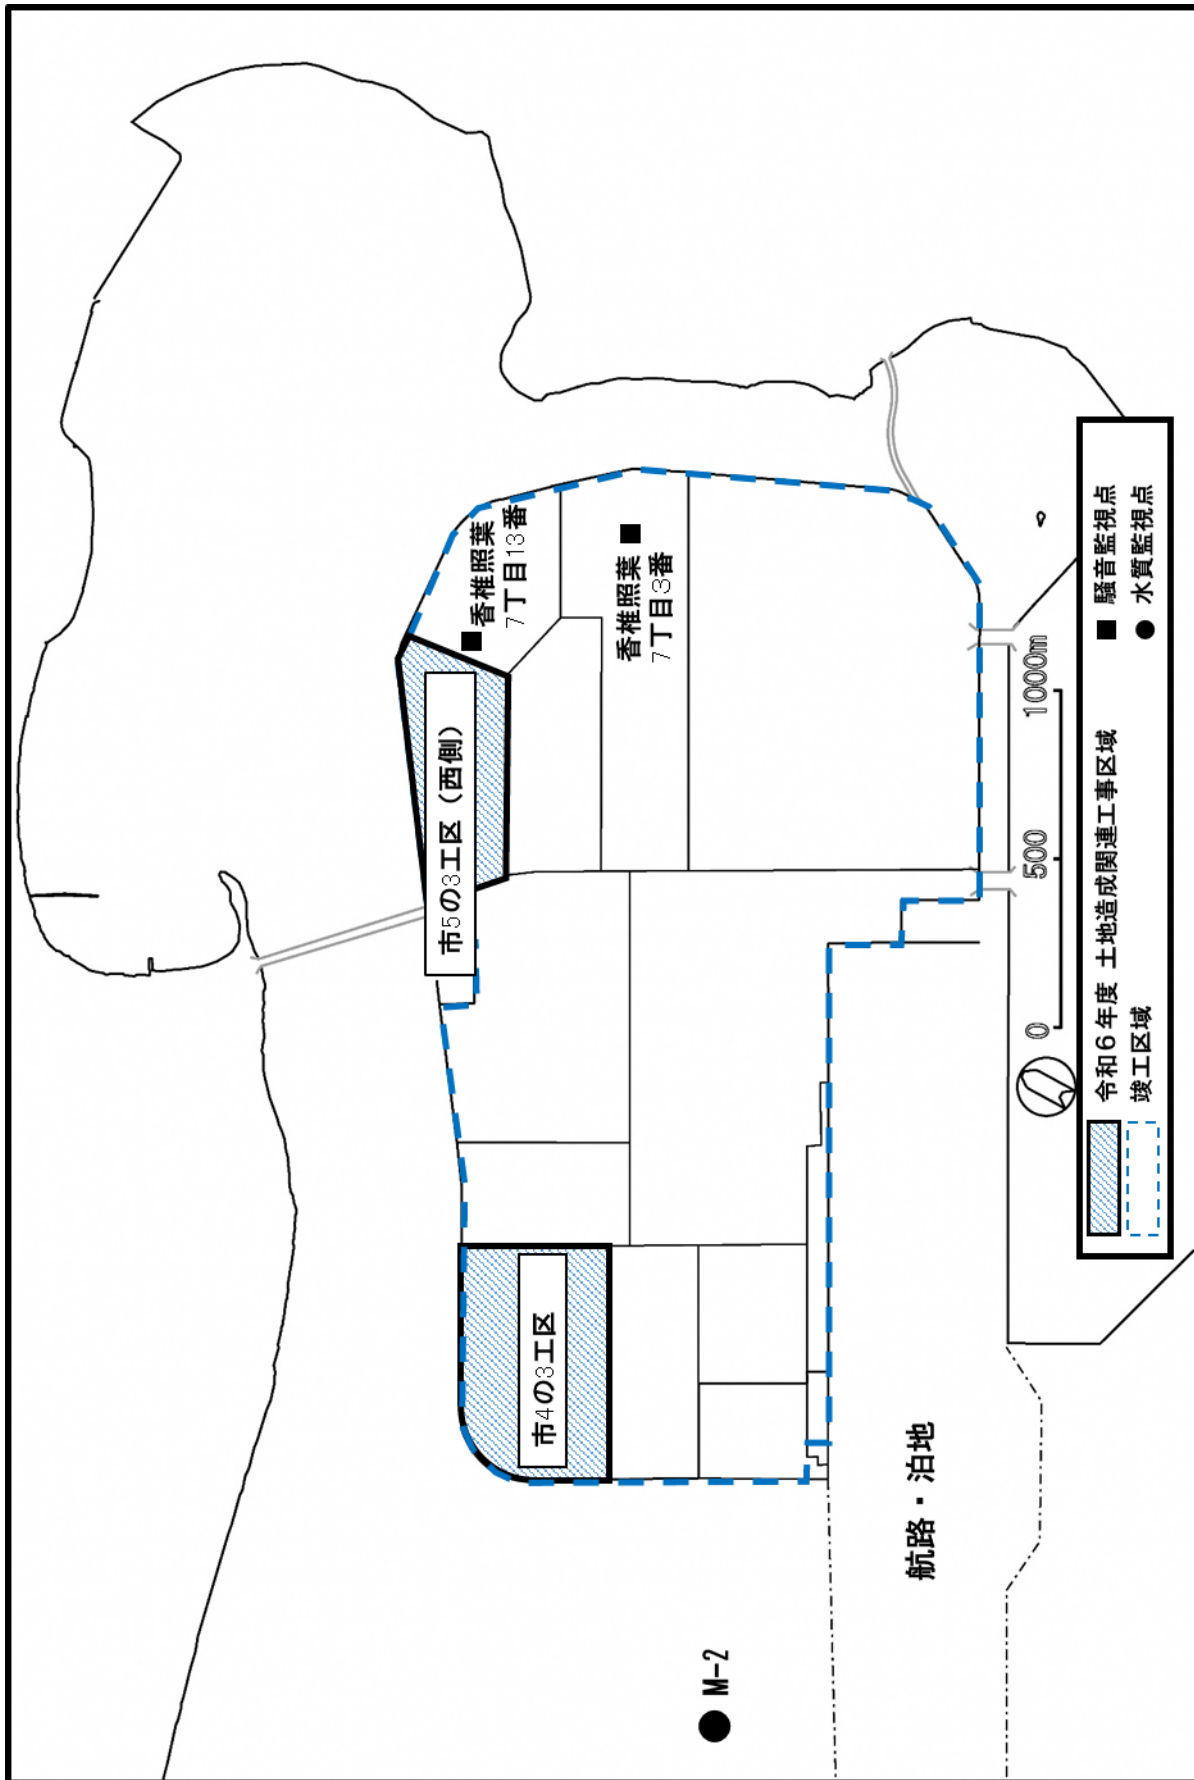 香椎照葉
7丁目13番
香椎照葉
7丁目3番
市5の3工区（西側）
市4の3工区
M-2
航路・泊地
0
500
1000m
令和６年度 土地造成関連工事区域
竣工区域
騒音監視点
水質監視点